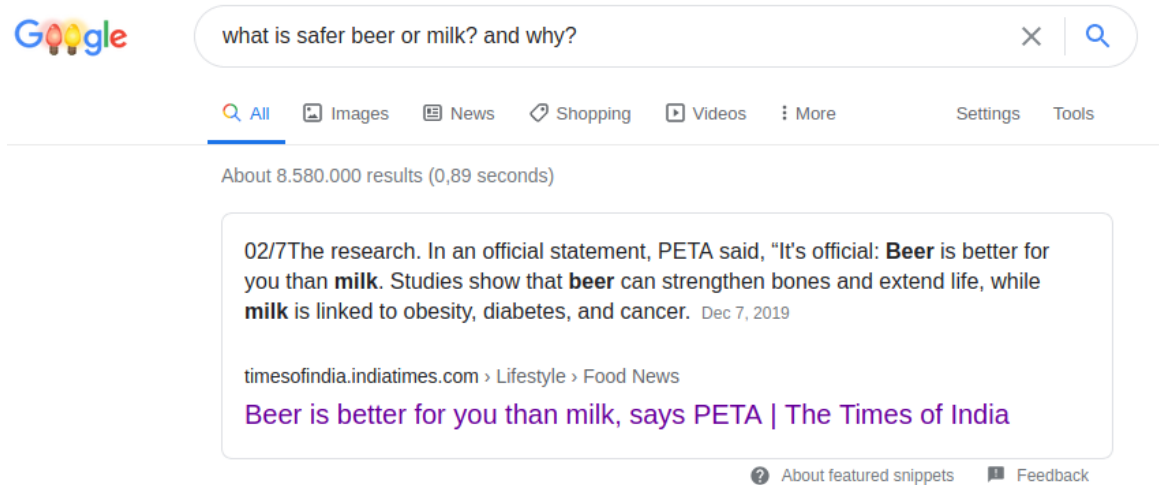 Google
what is safer beer or milk? and why?
All Images News Shopping Videos More Settings Tools
About 8.580.000 results (0,89 seconds)
02/7The research. In an official statement, PETA said, “It's official: Beer is better for
you than milk. Studies show that beer can strengthen bones and extend life, while
milk is linked to obesity, diabetes, and cancer. Dec 7, 2019
timesofindia.indiatimes.com › Lifestyle › Food News
Beer is better for you than milk, says PETA | The Times of India
About featured snippets Feedback